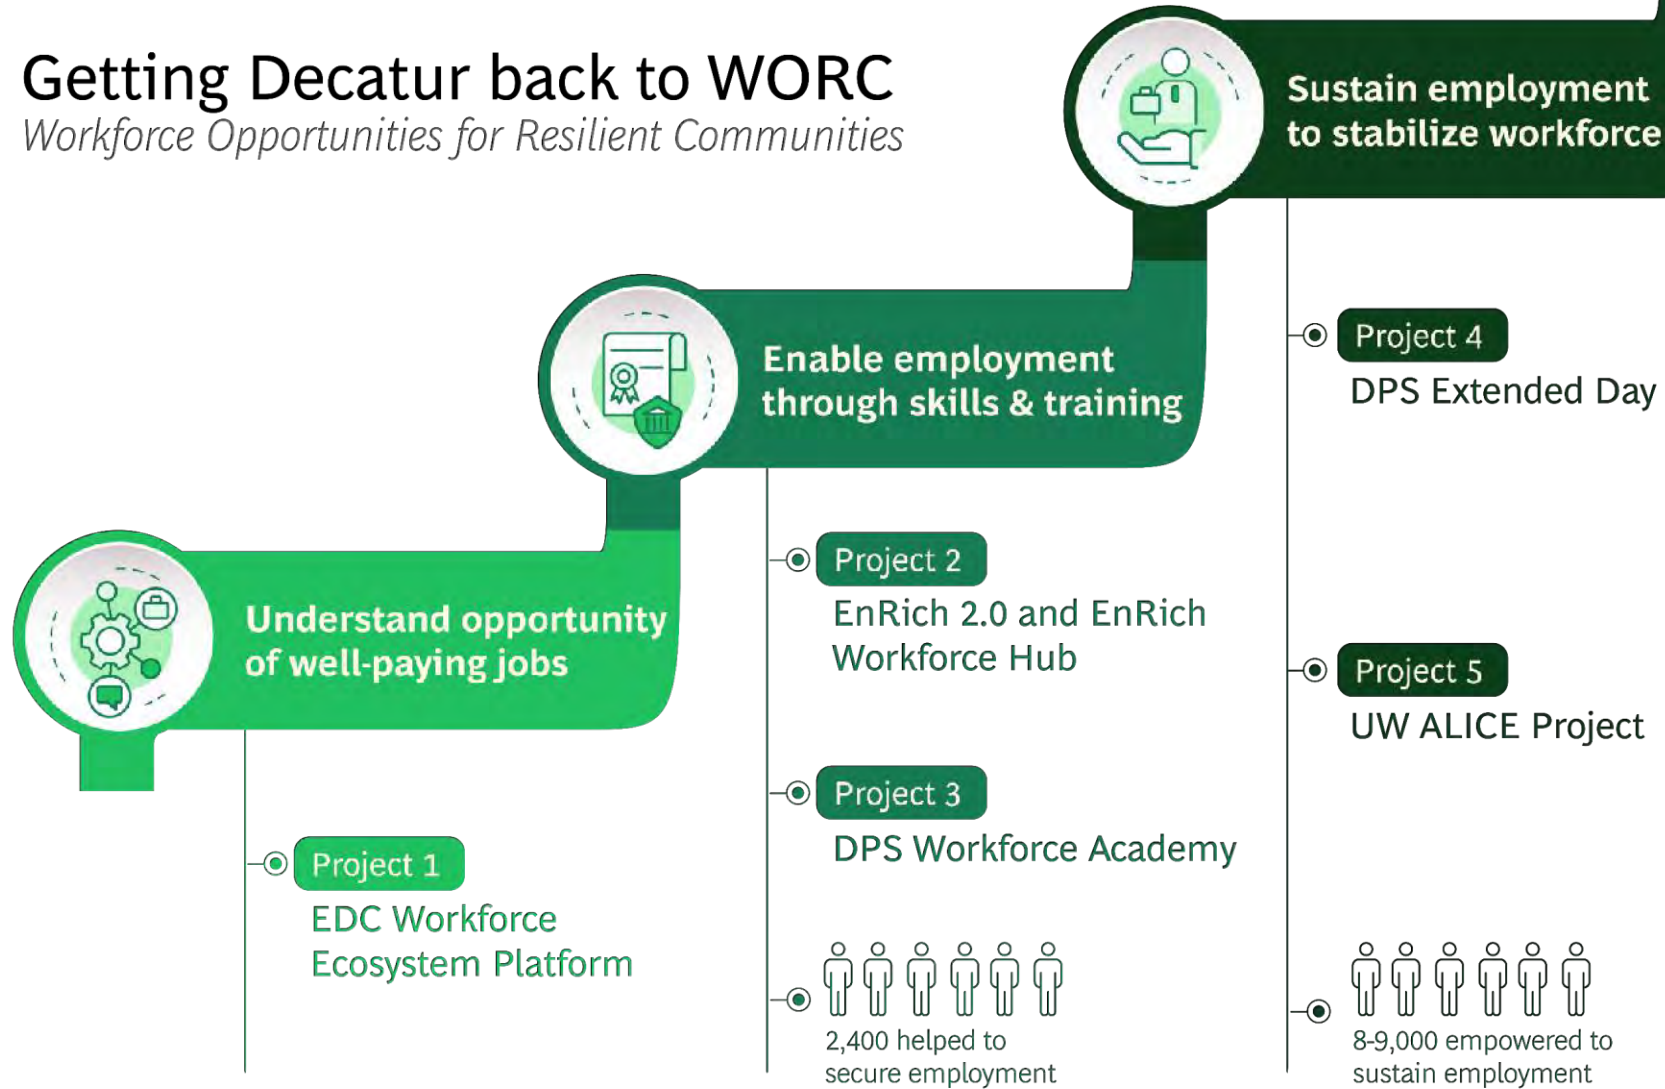 Getting Decatur back to WORC
Workforce Opportunities for Resilient Communities
Understand opportunity
of well-paying jobs
Project 1
EDC Workforce
Ecosystem Platform
Enable employment
through skills & training
Project 2
EnRich 2.0 and EnRich
Workforce Hub
Project 3
DPS Workforce Academy
2,400 helped to
secure employment
Sustain employment
to stabilize workforce
Project 4
DPS Extended Day
Project 5
UW ALICE Project
8-9,000 empowered to
sustain employment